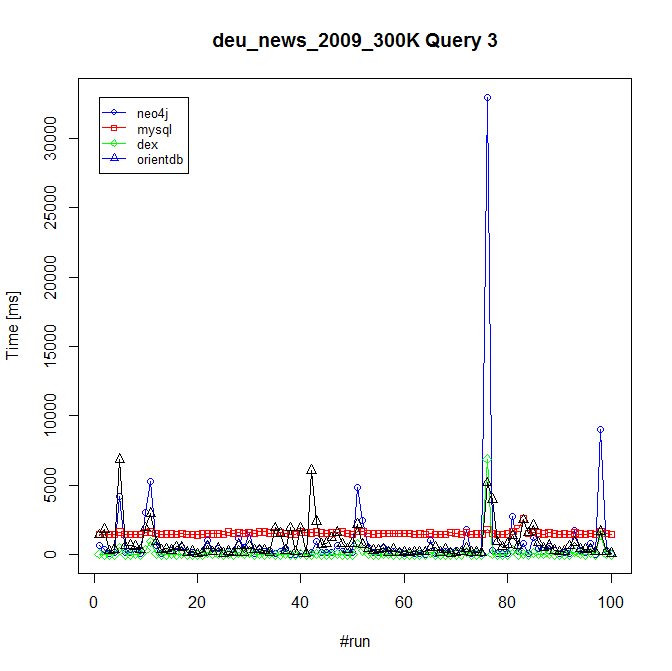 deu_news_2009_300K Query 3
neo4j
mysql
dex
orientdb
Time [ms]
30000
25000
20000
15000
10000
5000
0
0 20 40 60 80 100
#run